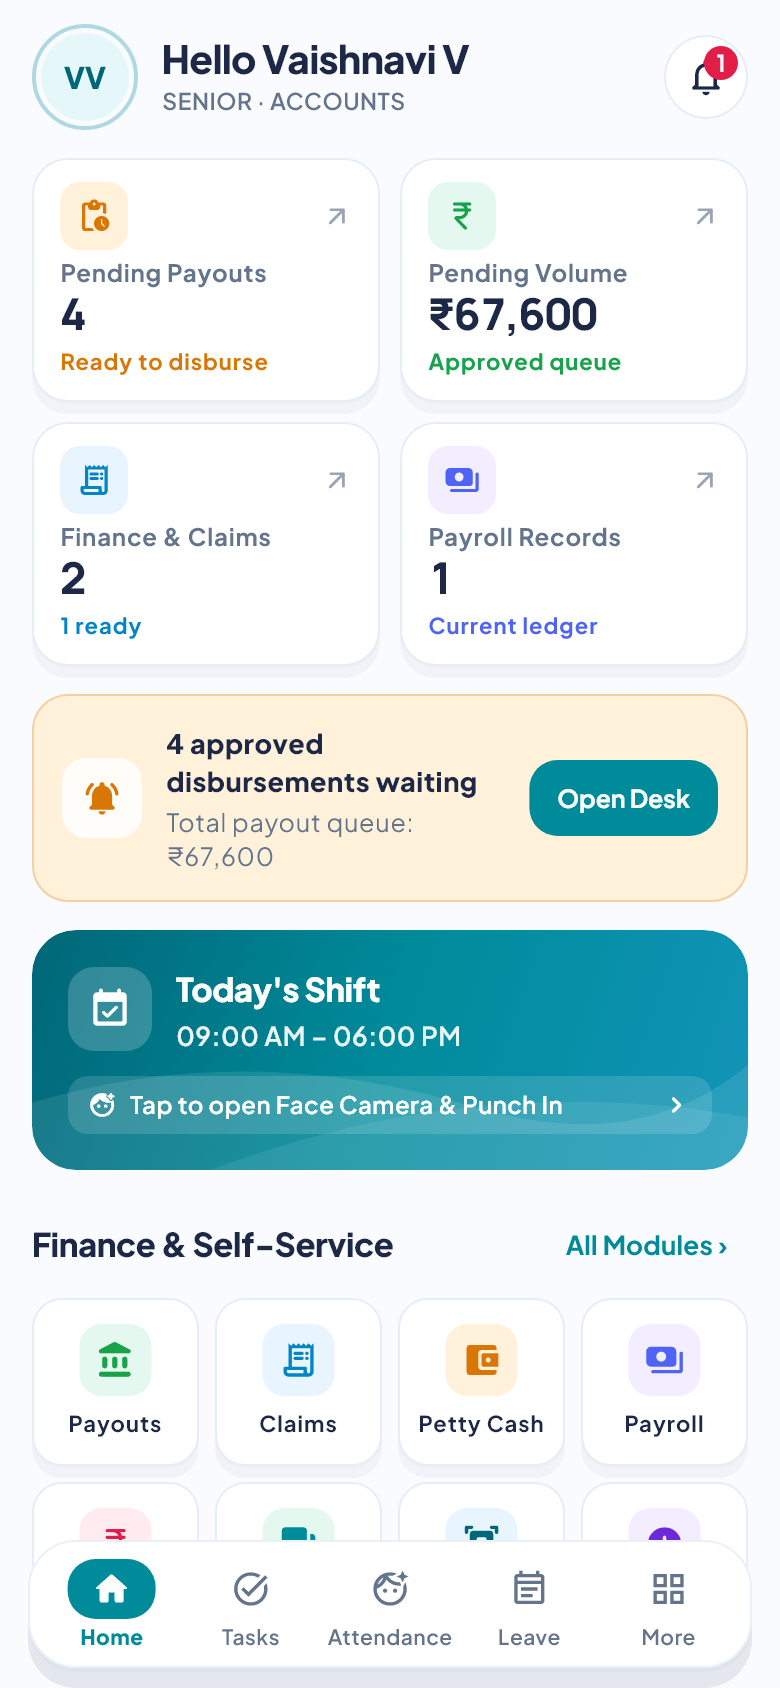 VV
Hello Vaishnavi V
SENIOR · ACCOUNTS
1
Pending Payouts
4
Ready to disburse
₹
Pending Volume
₹67,600
Approved queue
Finance & Claims
2
1 ready
Payroll Records
1
Current ledger
4 approved
disbursements waiting
Total payout queue:
₹67,600
Open Desk
Today's Shift
09:00 AM – 06:00 PM
Tap to open Face Camera & Punch In
Finance & Self-Service
All Modules ›
Payouts
Claims
Petty Cash
Payroll
Home
Tasks
Attendance
Leave
More